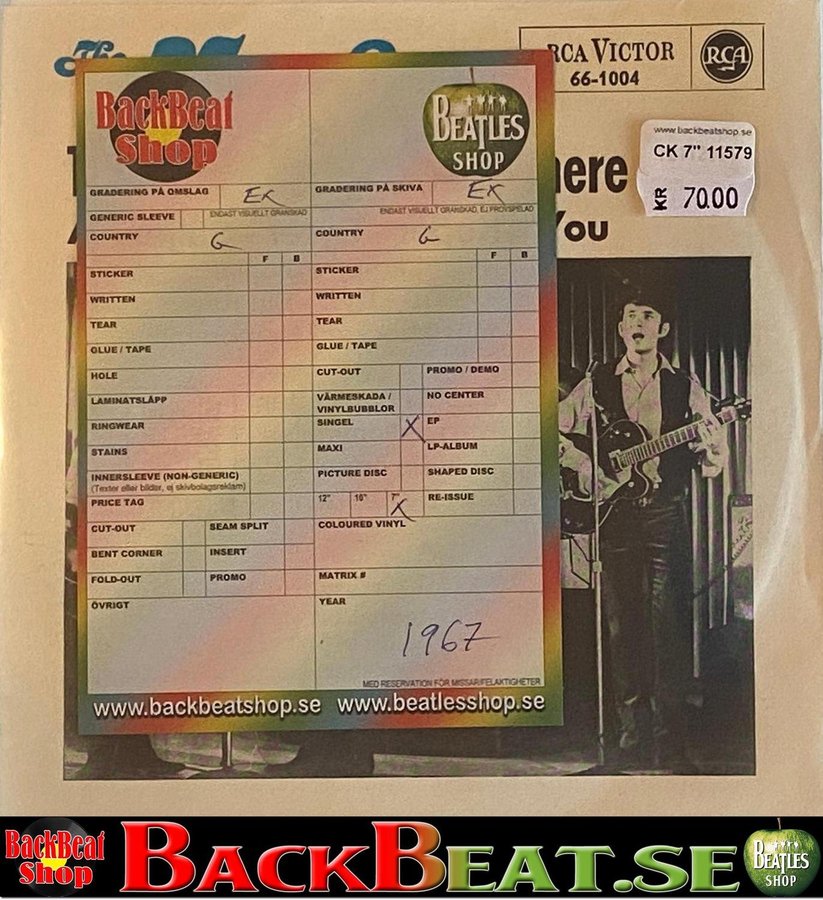 The
RCA VICTOR
66-1004
RCA
BackBeat
Shop
BEATLES
SHOP
www.backbeatshop.se
CK 7" 11579
KR 70.00
here
You
GRADERING PÅ OMSLAG EX
GRADERING PÅ SKIVA EX
GENERIC SLEEVE
ENDAST VISUELLT GRANSKAD
ENDAST VISUELLT GRANSKAD, EJ PROVSPELAD
COUNTRY G
COUNTRY G
F B
F B
STICKER
STICKER
WRITTEN
WRITTEN
TEAR
TEAR
GLUE / TAPE
GLUE / TAPE
HOLE
CUT-OUT
PROMO / DEMO
LAMINATSLÄPP
VÄRMESKADA /
VINYLBUBBLOR
NO CENTER
RINGWEAR
SINGEL X
EP
STAINS
MAXI
LP-ALBUM
INNERSLEEVE (NON-GENERIC)
(Texter eller bilder, ej skivbolagsreklam)
PICTURE DISC
SHAPED DISC
PRICE TAG
12" 10" 7" X
RE-ISSUE
CUT-OUT
SEAM SPLIT
COLOURED VINYL
BENT CORNER
INSERT
FOLD-OUT
PROMO
MATRIX #
ÖVRIGT
YEAR
1967
MED RESERVATION FÖR MISSAR/FELAKTIGHETER
www.backbeatshop.se www.beatlesshop.se
BackBeat
Shop
BACKBEAT.SE
BEATLES
SHOP